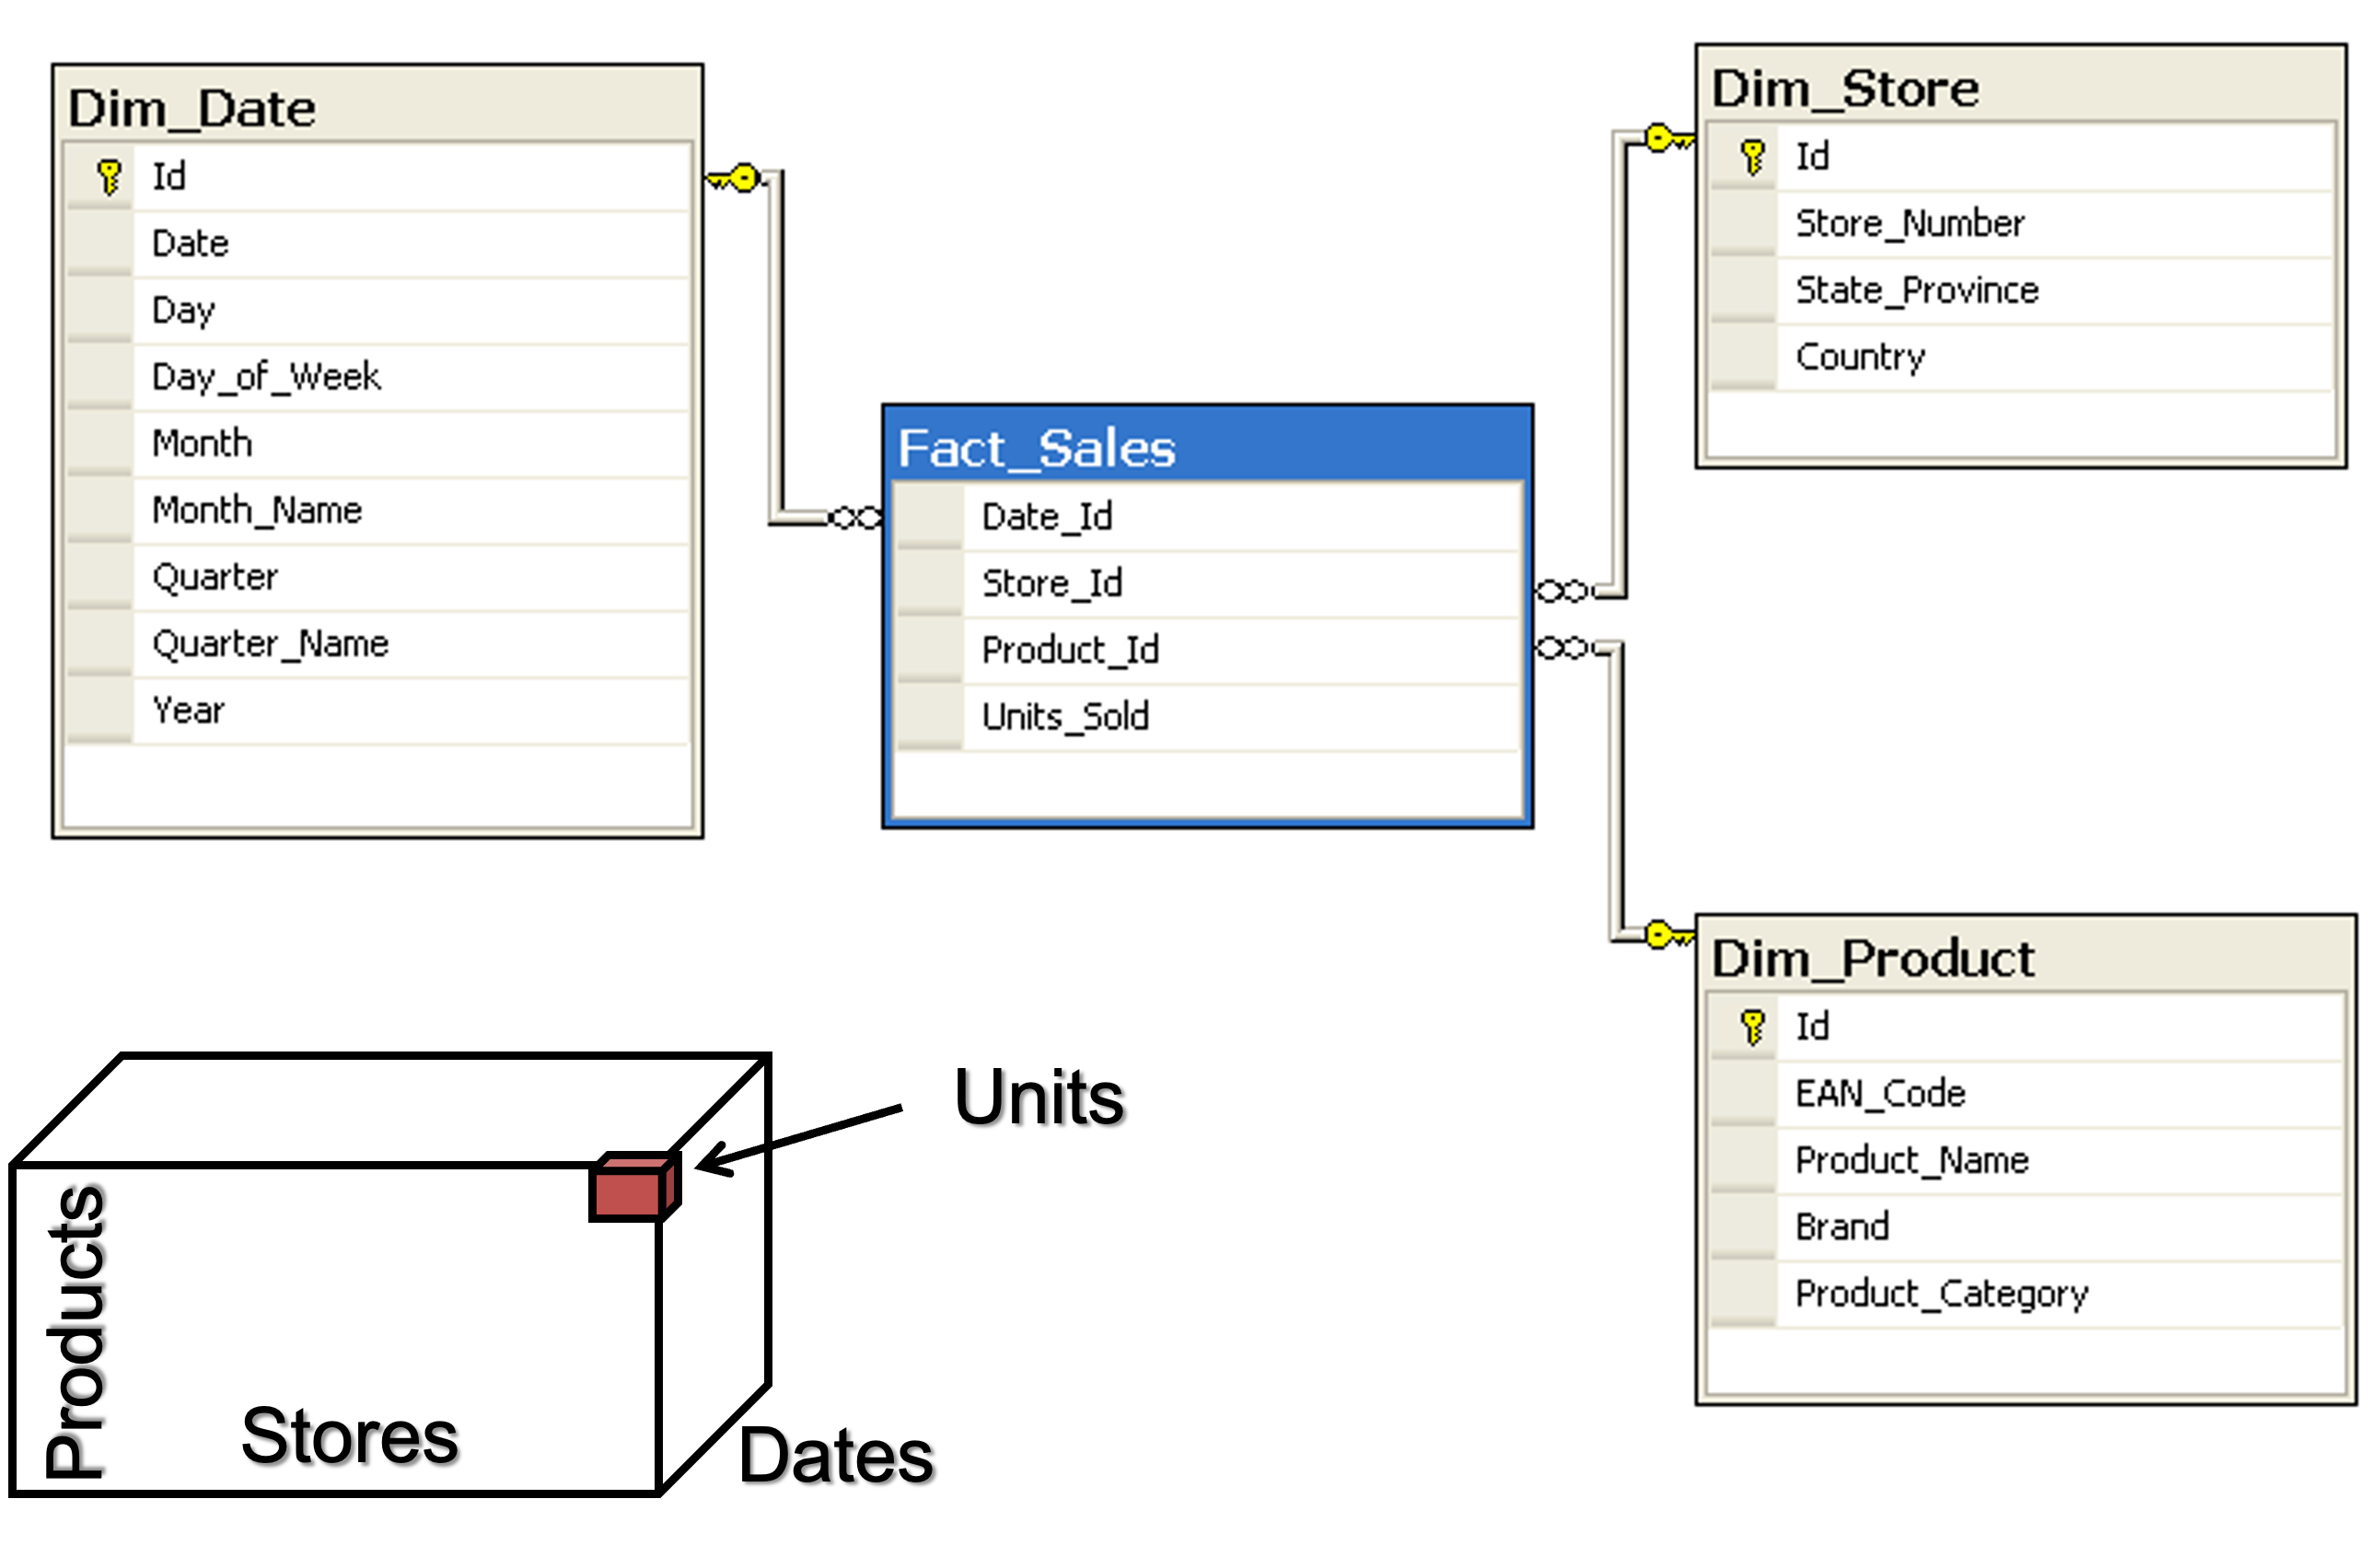 Dim_Date
Id
Date
Day
Day_of_Week
Month
Month_Name
Quarter
Quarter_Name
Year
Fact_Sales
Date_Id
Store_Id
Product_Id
Units_Sold
Dim_Store
Id
Store_Number
State_Province
Country
Dim_Product
Id
EAN_Code
Product_Name
Brand
Product_Category
Units
Products
Stores
Dates